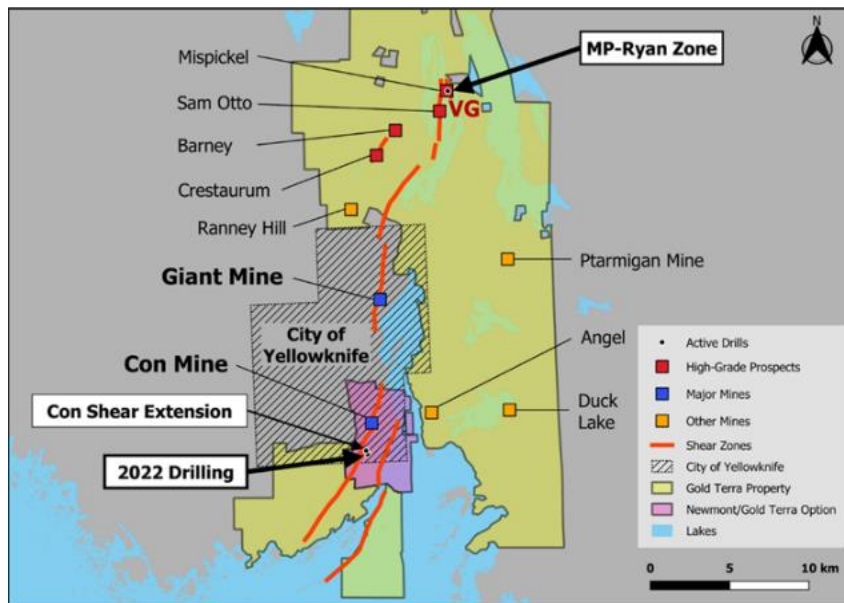 N
MP-Ryan Zone
Mispickel
Sam Otto
VG
Barney
Crestaurum
Ranney Hill
Ptarmigan Mine
Giant Mine
City of
Yellowknife
Con Mine
Angel
Con Shear Extension
Duck
Lake
2022 Drilling
Active Drills
High-Grade Prospects
Major Mines
Other Mines
Shear Zones
City of Yellowknife
Gold Terra Property
Newmont/Gold Terra Option
Lakes
0 5 10 km